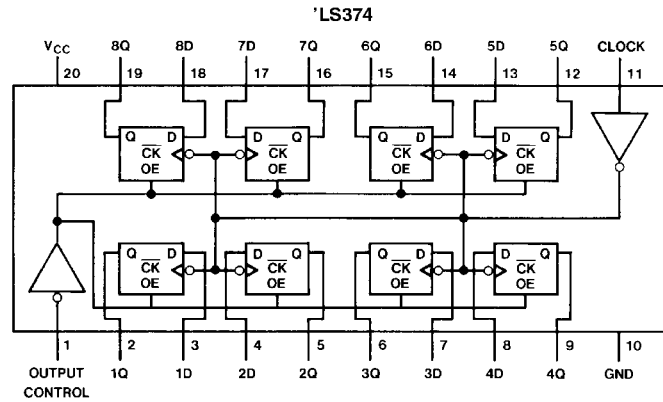 'LS374
VCC 8Q 8D 7D 7Q 6Q 6D 5D 5Q CLOCK
20 19 18 17 16 15 14 13 12 11
Q D D Q Q D D Q
CK CK CK CK
OE OE OE OE
Q D D Q Q D D Q
CK CK CK CK
OE OE OE OE
1 2 3 4 5 6 7 8 9 10
OUTPUT 1Q 1D 2D 2Q 3Q 3D 4D 4Q GND
CONTROL